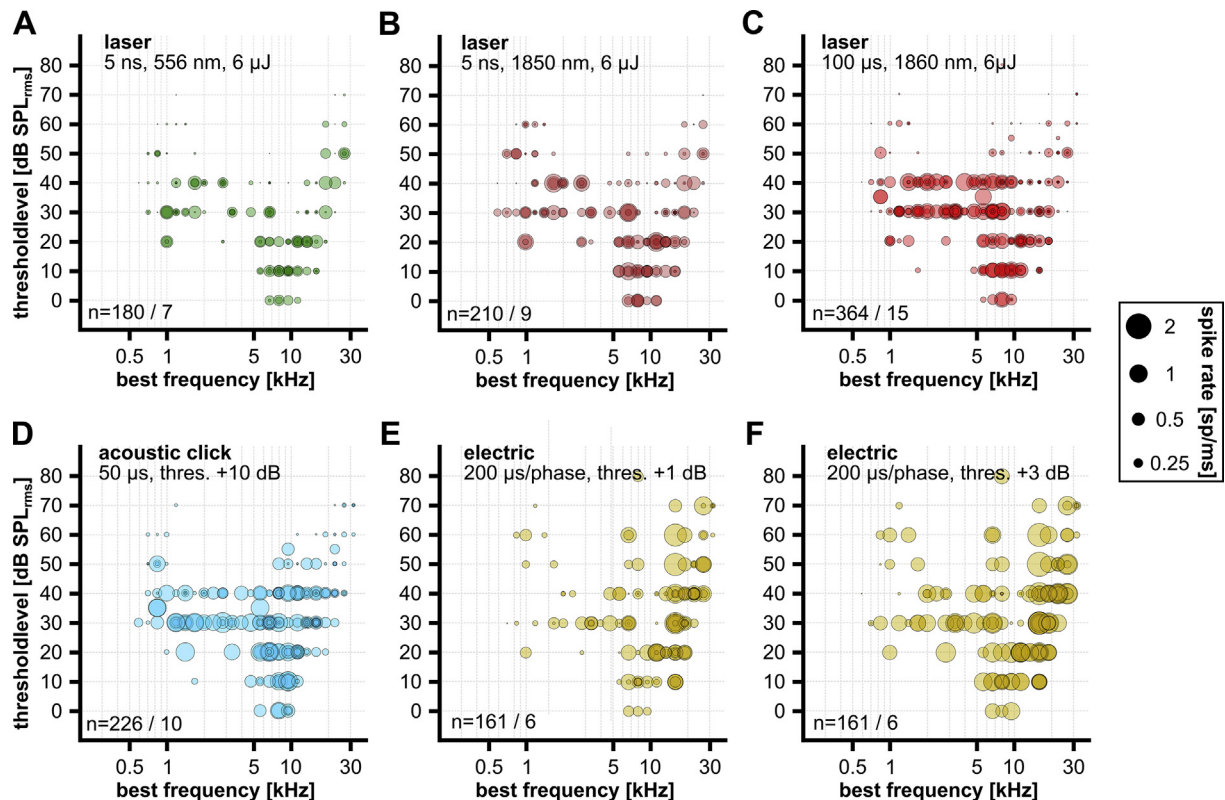 A
laser
5 ns, 556 nm, 6 µJ
80
70
60
50
40
30
20
10
0
n=180 / 7
0.5 1 5 10 30
best frequency [kHz]
thresholdlevel [dB SPLrms]
B
laser
5 ns, 1850 nm, 6 µJ
80
70
60
50
40
30
20
10
0
n=210 / 9
0.5 1 5 10 30
best frequency [kHz]
C
laser
100 µs, 1860 nm, 6µJ
80
70
60
50
40
30
20
10
0
n=364 / 15
0.5 1 5 10 30
best frequency [kHz]
2
1
0.5
0.25
spike rate [sp/ms]
D
acoustic click
50 µs, thres. +10 dB
80
70
60
50
40
30
20
10
0
n=226 / 10
0.5 1 5 10 30
best frequency [kHz]
thresholdlevel [dB SPLrms]
E
electric
200 µs/phase, thres. +1 dB
80
70
60
50
40
30
20
10
0
n=161 / 6
0.5 1 5 10 30
best frequency [kHz]
F
electric
200 µs/phase, thres. +3 dB
80
70
60
50
40
30
20
10
0
n=161 / 6
0.5 1 5 10 30
best frequency [kHz]